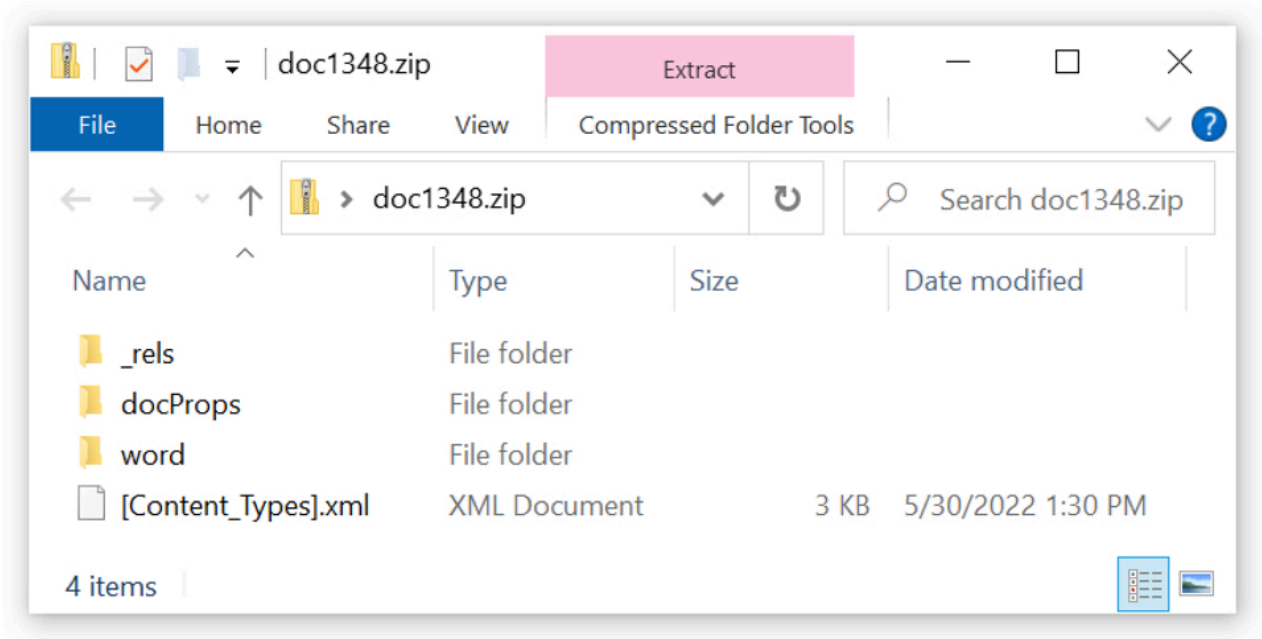 doc1348.zip Extract
File Home Share View Compressed Folder Tools ?
doc1348.zip Search doc1348.zip
Name Type Size Date modified
_rels File folder
docProps File folder
word File folder
[Content_Types].xml XML Document 3 KB 5/30/2022 1:30 PM
4 items